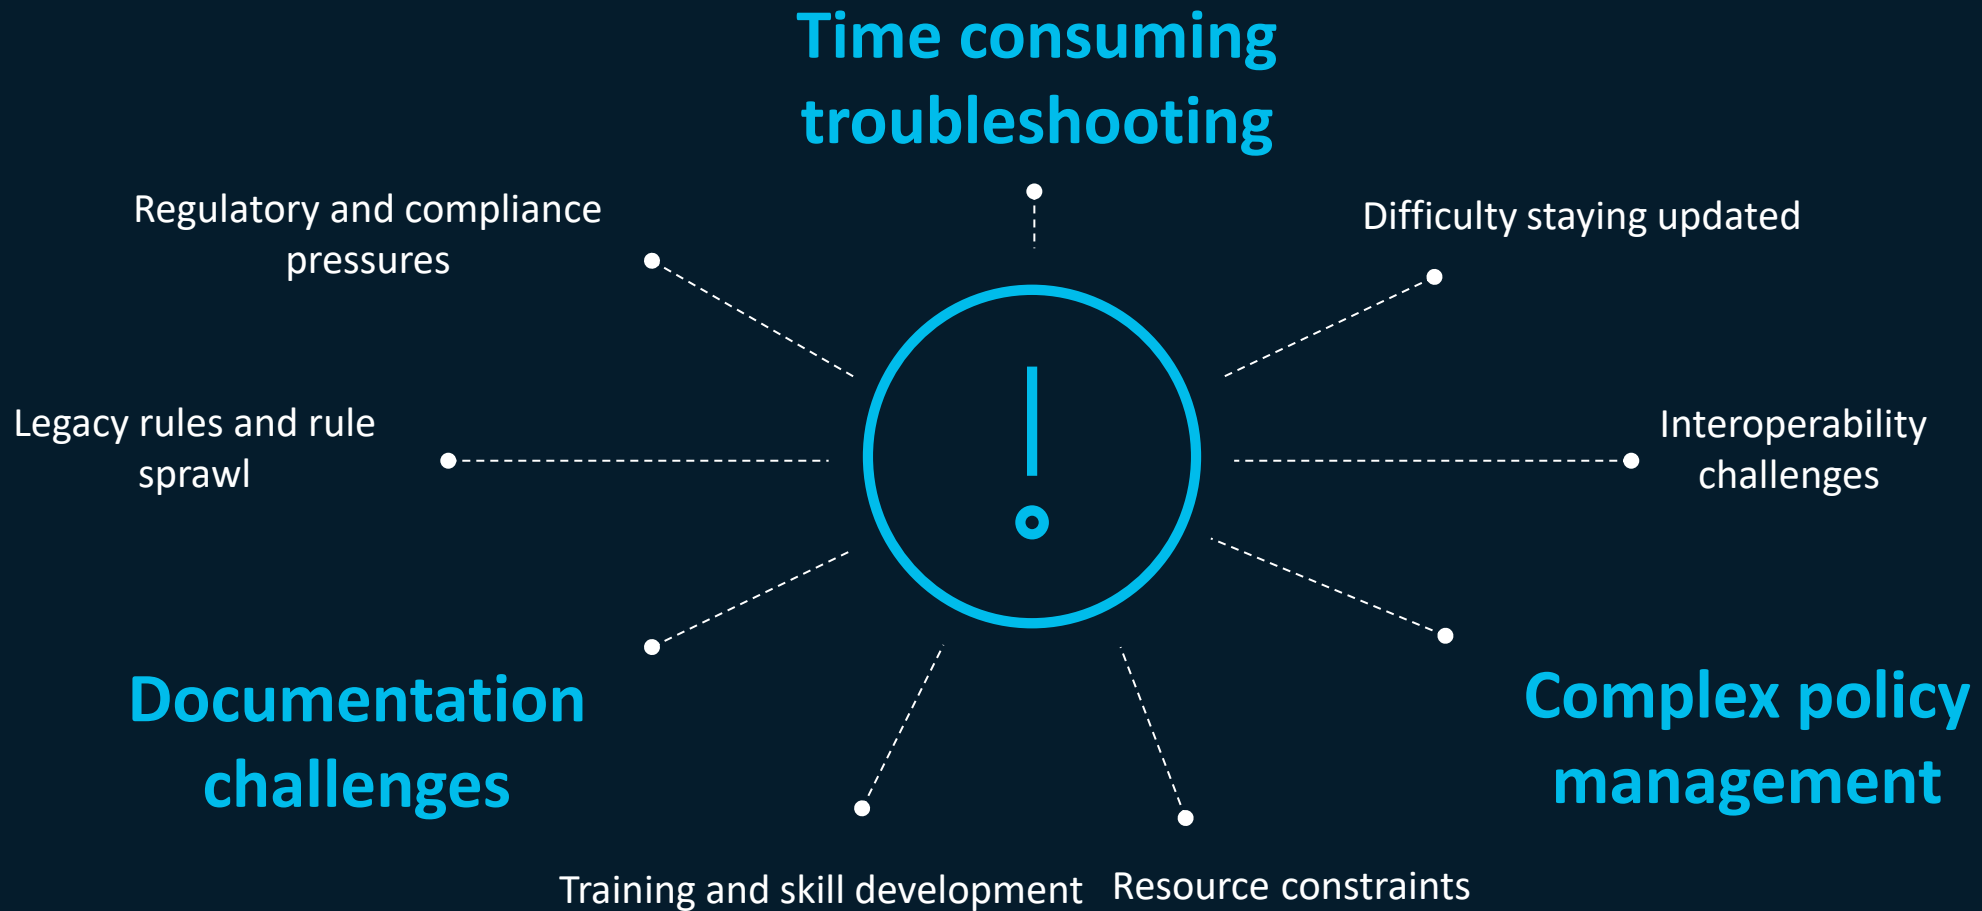 Time consuming
troubleshooting
Regulatory and compliance
pressures
Difficulty staying updated
Legacy rules and rule
sprawl
Interoperability
challenges
Documentation
challenges
Complex policy
management
Training and skill development
Resource constraints